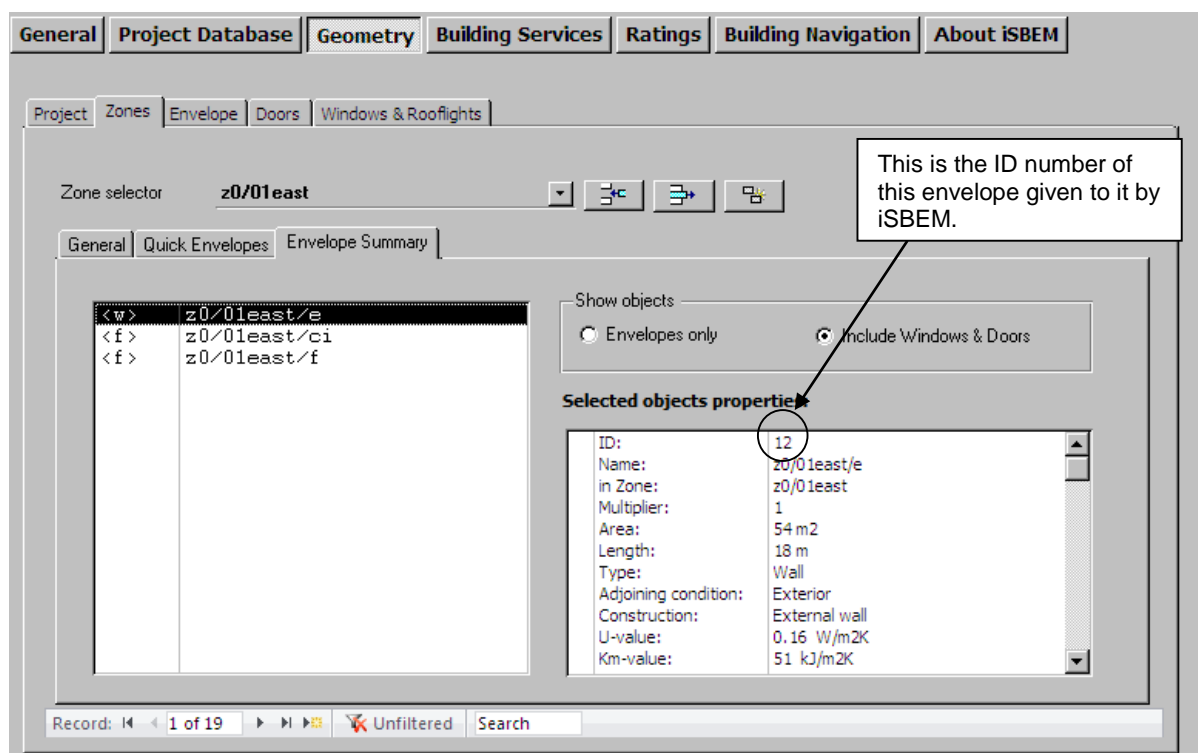 General Project Database Geometry Building Services Ratings Building Navigation About iSBEM
Project Zones Envelope Doors Windows & Rooflights
This is the ID number of
this envelope given to it by
iSBEM.
Zone selector z0/01east
General Quick Envelopes Envelope Summary
<w> z0/01east/e
<f> z0/01east/ci
<f> z0/01east/f
Show objects
Envelopes only Include Windows & Doors
Selected objects properties
ID: 12
Name: z0/01east/e
in Zone: z0/01east
Multiplier: 1
Area: 54 m2
Length: 18 m
Type: Wall
Adjoining condition: Exterior
Construction: External wall
U-value: 0.16 W/m2K
Km-value: 51 kJ/m2K
Record: 1 of 19 Unfiltered Search